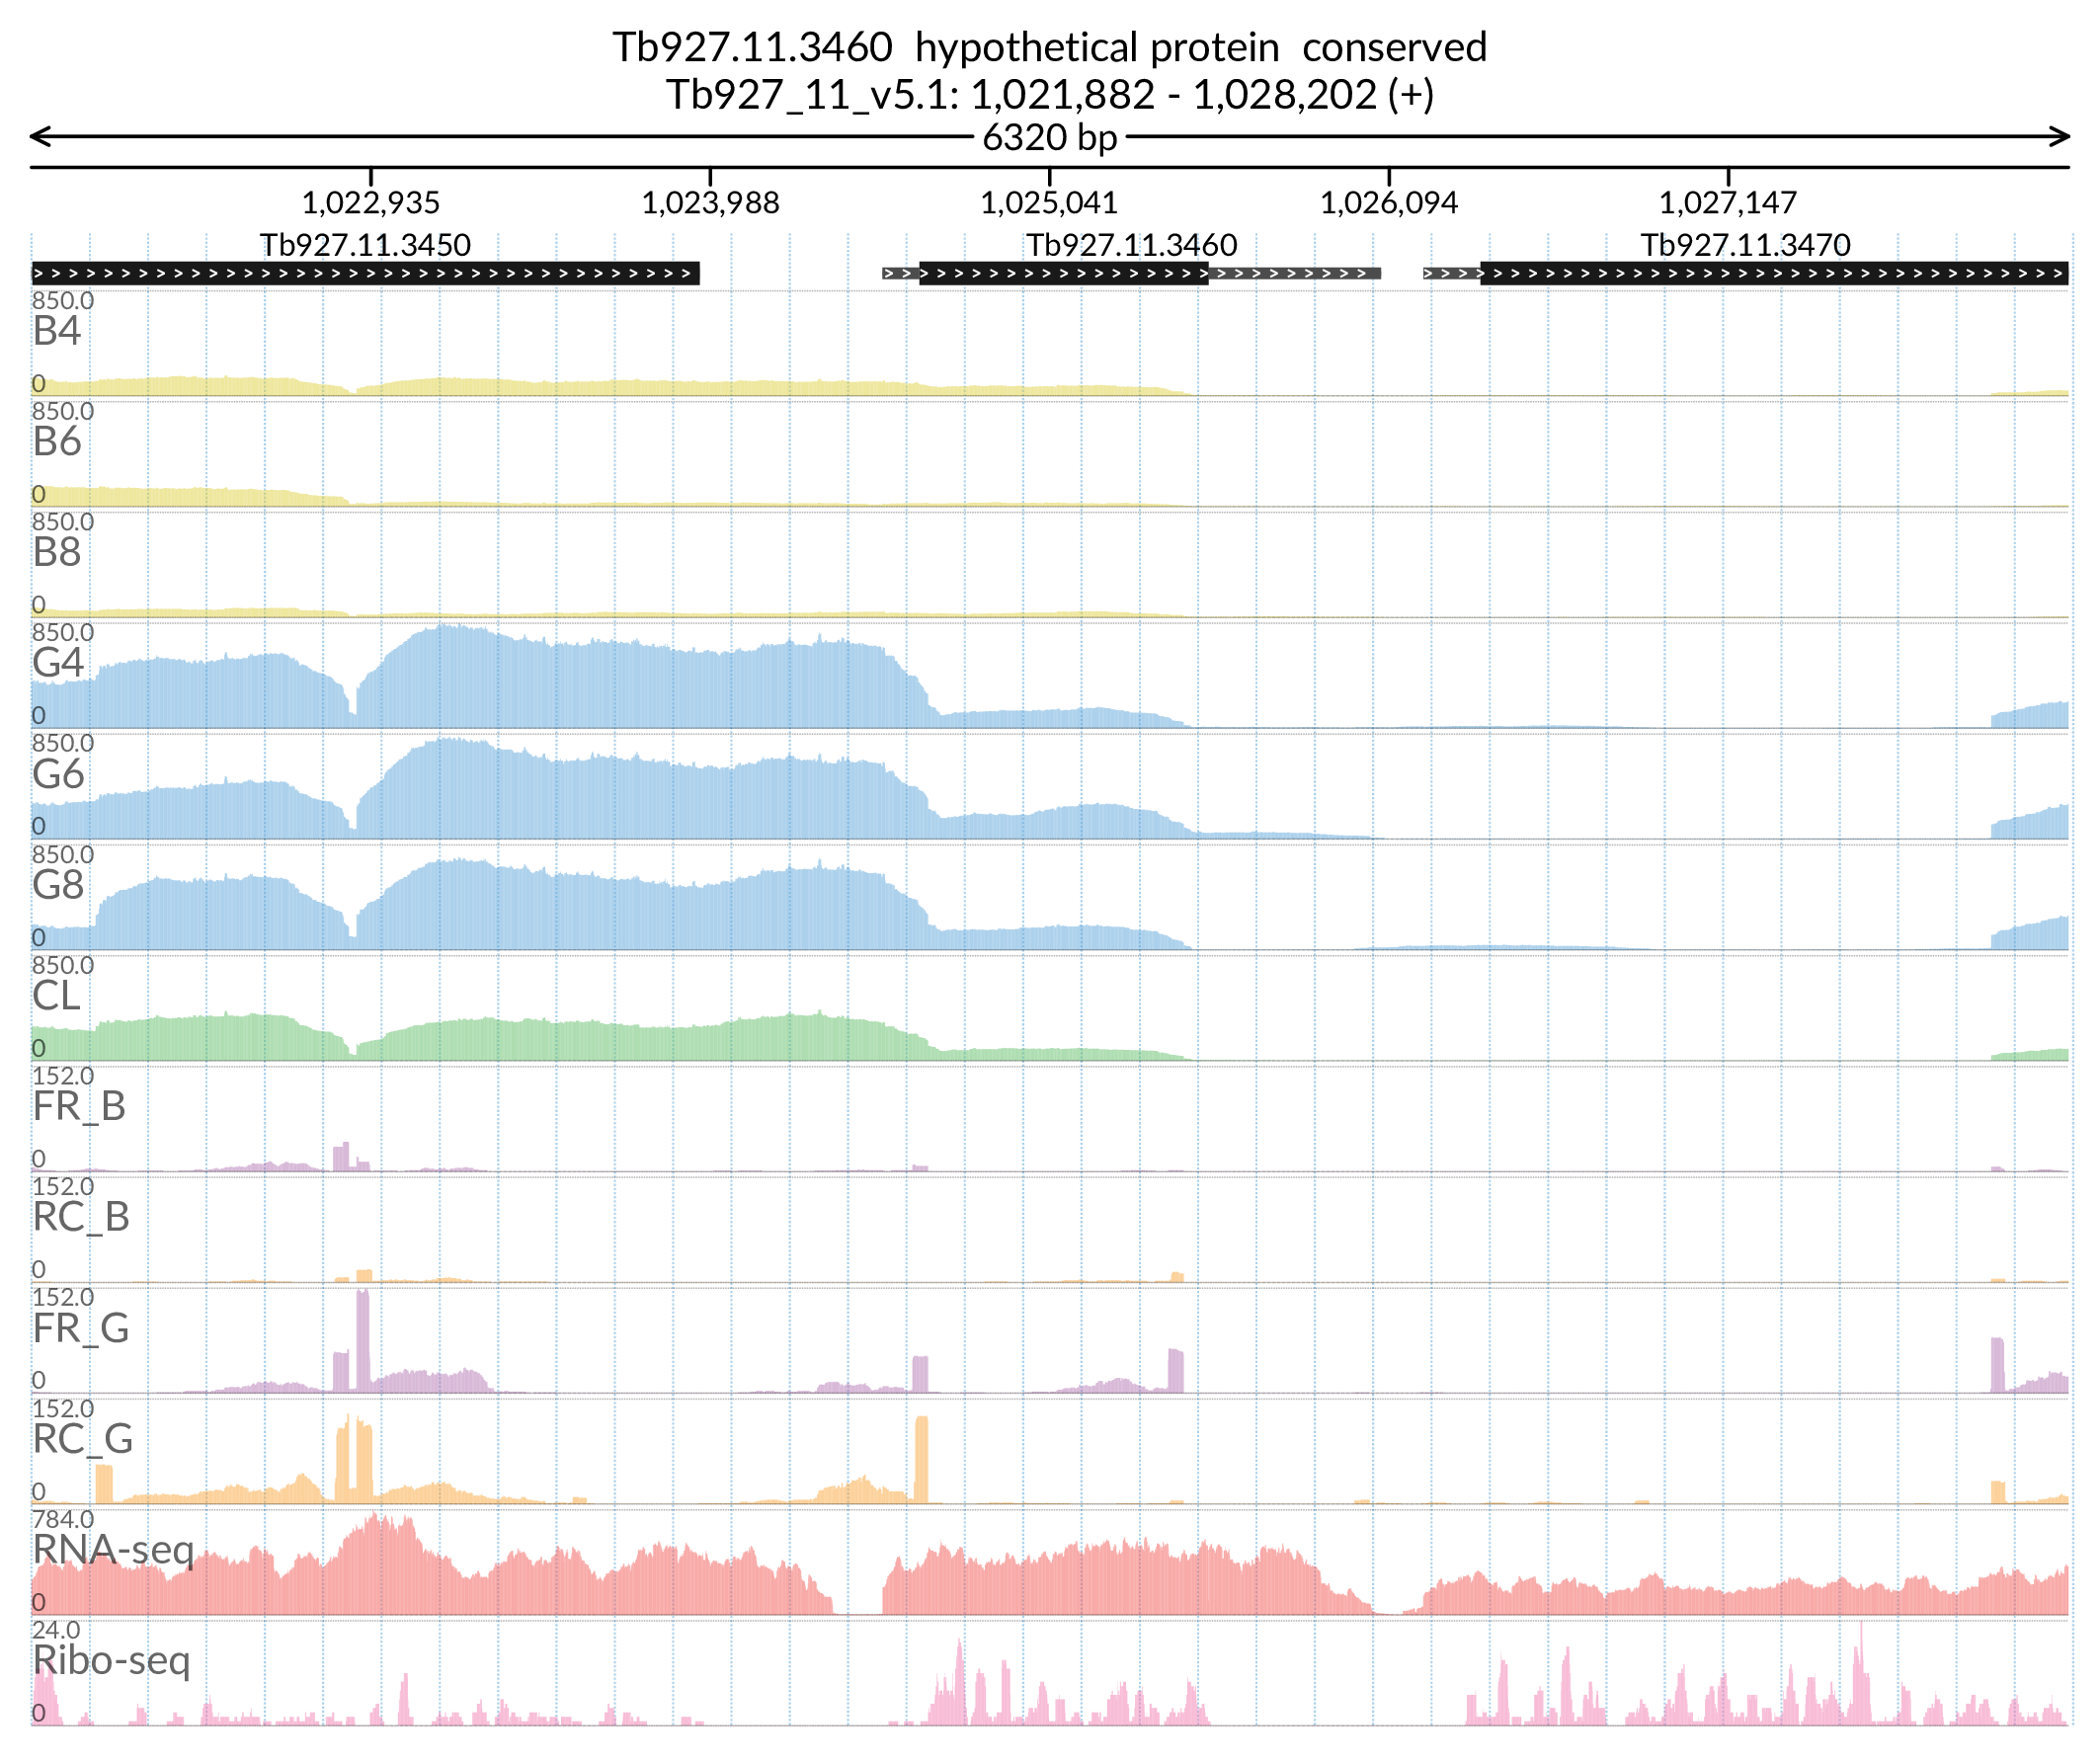 Tb927.11.3460  hypothetical protein  conserved
Tb927_11_v5.1: 1,021,882 - 1,028,202 (+)
6320 bp
1,022,935 1,023,988 1,025,041 1,026,094 1,027,147
Tb927.11.3450 Tb927.11.3460 Tb927.11.3470
850.0
B4
0
850.0
B6
0
850.0
B8
0
850.0
G4
0
850.0
G6
0
850.0
G8
0
850.0
CL
0
152.0
FR_B
0
152.0
RC_B
0
152.0
FR_G
0
152.0
RC_G
0
784.0
RNA-seq
0
24.0
Ribo-seq
0